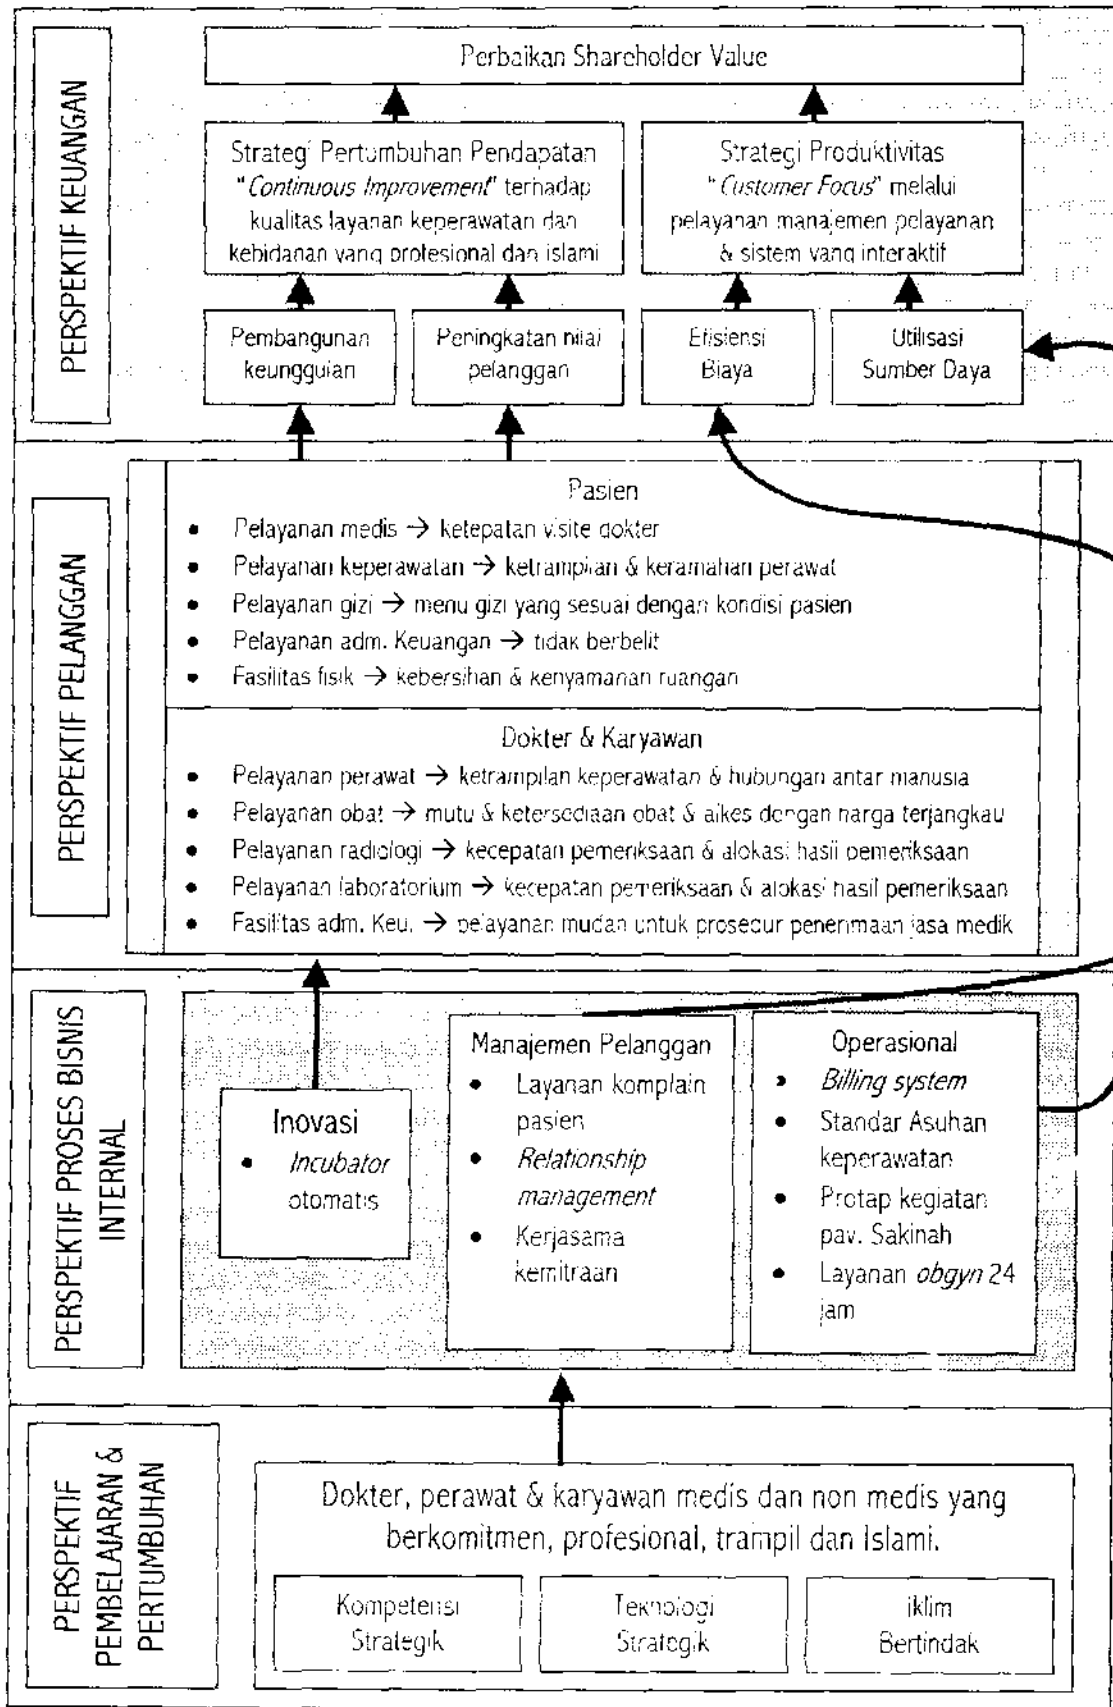 PERSPEKTIF KEUANGAN
Perbaikan Shareholder Value
Strategi Pertumbuhan Pendapatan
"Continuous Improvement" terhadap
kualitas layanan keperawatan dan
kebidanan yang profesional dan islami
Strategi Produktivitas
"Customer Focus" melalui
pelayanan manajemen pelayanan
& sistem yang interaktif
Pembangunan
keunggulan
Peningkatan nilai
pelanggan
Efisiensi
Biaya
Utilisasi
Sumber Daya
PERSPEKTIF PELANGGAN
Pasien
• Pelayanan medis → ketepatan visite dokter
• Pelayanan keperawatan → ketrampilan & keramahan perawat
• Pelayanan gizi → menu gizi yang sesuai dengan kondisi pasien
• Pelayanan adm. Keuangan → tidak berbelit
• Fasilitas fisik → kebersihan & kenyamanan ruangan
Dokter & Karyawan
• Pelayanan perawat → ketrampilan keperawatan & hubungan antar manusia
• Pelayanan obat → mutu & ketersediaan obat & alkes dengan harga terjangkau
• Pelayanan radiologi → kecepatan pemeriksaan & alokasi hasil pemeriksaan
• Pelayanan laboratorium → kecepatan pemeriksaan & alokasi hasil pemeriksaan
• Fasilitas adm. Keu. → pelayanan mudah untuk prosedur penerimaan jasa medik
PERSPEKTIF PROSES BISNIS
INTERNAL
Inovasi
• Incubator
otomatis
Manajemen Pelanggan
• Layanan komplain
pasien
• Relationship
management
• Kerjasama
kemitraan
Operasional
• Billing system
• Standar Asuhan
keperawatan
• Protap kegiatan
pav. Sakinah
• Layanan obgyn 24
jam
PERSPEKTIF
PEMBELAJARAN &
PERTUMBUHAN
Dokter, perawat & karyawan medis dan non medis yang
berkomitmen, profesional, trampil dan Islami.
Kompetensi
Strategik
Teknologi
Strategik
iklim
Bertindak